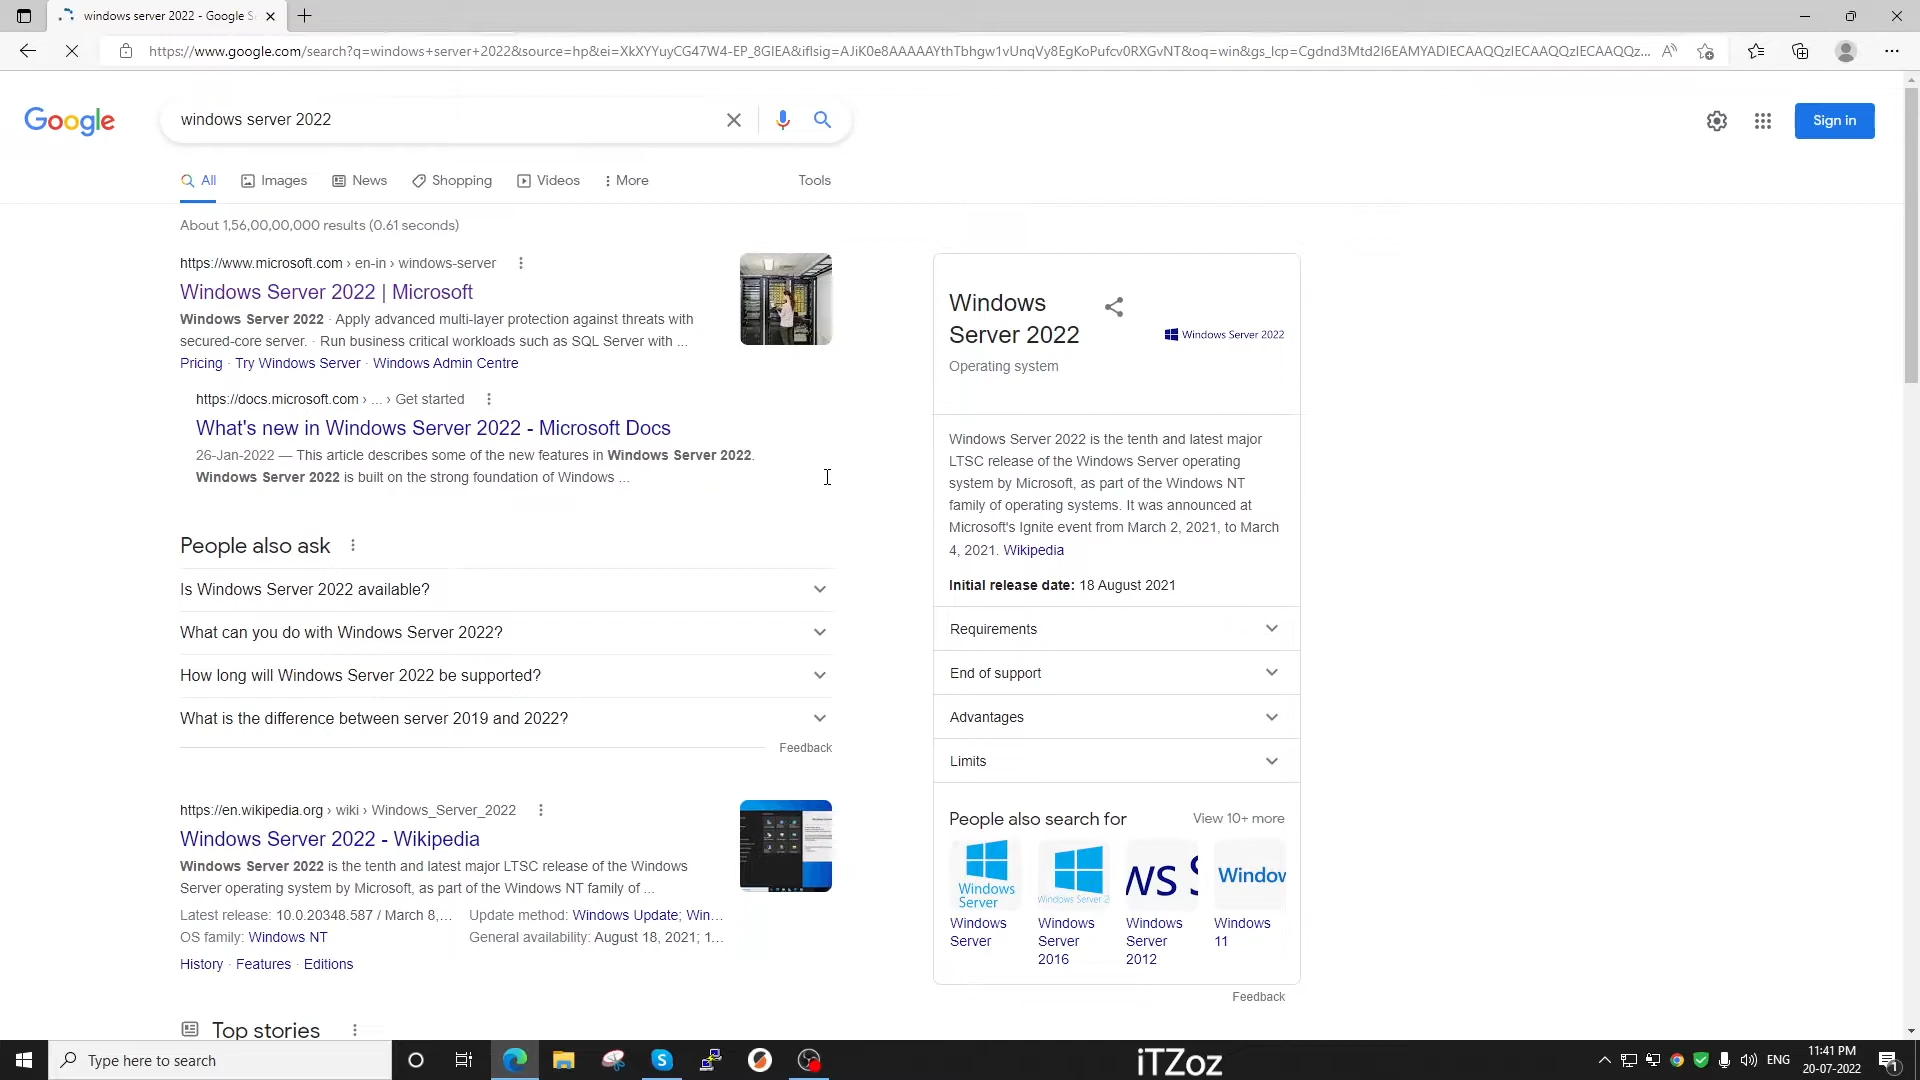 windows server 2022 - Google S
https://www.google.com/search?q=windows+server+2022&source=hp&ei=XkXYYuyCG47W4-EP_8GIEA&iflsig=AJiK0e8AAAAAYthTbhgw1vUnqVy8EgKoPufcv0RXGvNT&oq=win&gs_lcp=Cgdnd3Mtd2l6EAMYADIECAAQQzIECAAQQzIECAAQQz...
Google
windows server 2022
Sign in
All
Images
News
Shopping
Videos
More
Tools
About 1,56,00,00,000 results (0.61 seconds)
https://www.microsoft.com › en-in › windows-server
Windows Server 2022 | Microsoft
Windows Server 2022 · Apply advanced multi-layer protection against threats with
secured-core server. · Run business critical workloads such as SQL Server with ...
Pricing · Try Windows Server · Windows Admin Centre
https://docs.microsoft.com › ... › Get started
What's new in Windows Server 2022 - Microsoft Docs
26-Jan-2022 — This article describes some of the new features in Windows Server 2022.
Windows Server 2022 is built on the strong foundation of Windows ...
People also ask
Is Windows Server 2022 available?
What can you do with Windows Server 2022?
How long will Windows Server 2022 be supported?
What is the difference between server 2019 and 2022?
Feedback
https://en.wikipedia.org › wiki › Windows_Server_2022
Windows Server 2022 - Wikipedia
Windows Server 2022 is the tenth and latest major LTSC release of the Windows
Server operating system by Microsoft, as part of the Windows NT family of ...
Latest release: 10.0.20348.587 / March 8,...
Update method: Windows Update; Win...
OS family: Windows NT
General availability: August 18, 2021; 1...
History · Features · Editions
Top stories
Windows
Server 2022
Windows Server 2022
Operating system
Windows Server 2022 is the tenth and latest major
LTSC release of the Windows Server operating
system by Microsoft, as part of the Windows NT
family of operating systems. It was announced at
Microsoft's Ignite event from March 2, 2021, to March
4, 2021. Wikipedia
Initial release date: 18 August 2021
Requirements
End of support
Advantages
Limits
People also search for
View 10+ more
Windows
Server
Windows Server 2
ws S
Window
Windows
Server
Windows
Server
2016
Windows
Server
2012
Windows
11
Feedback
Type here to search
iTZoz
ENG
11:41 PM
20-07-2022
1